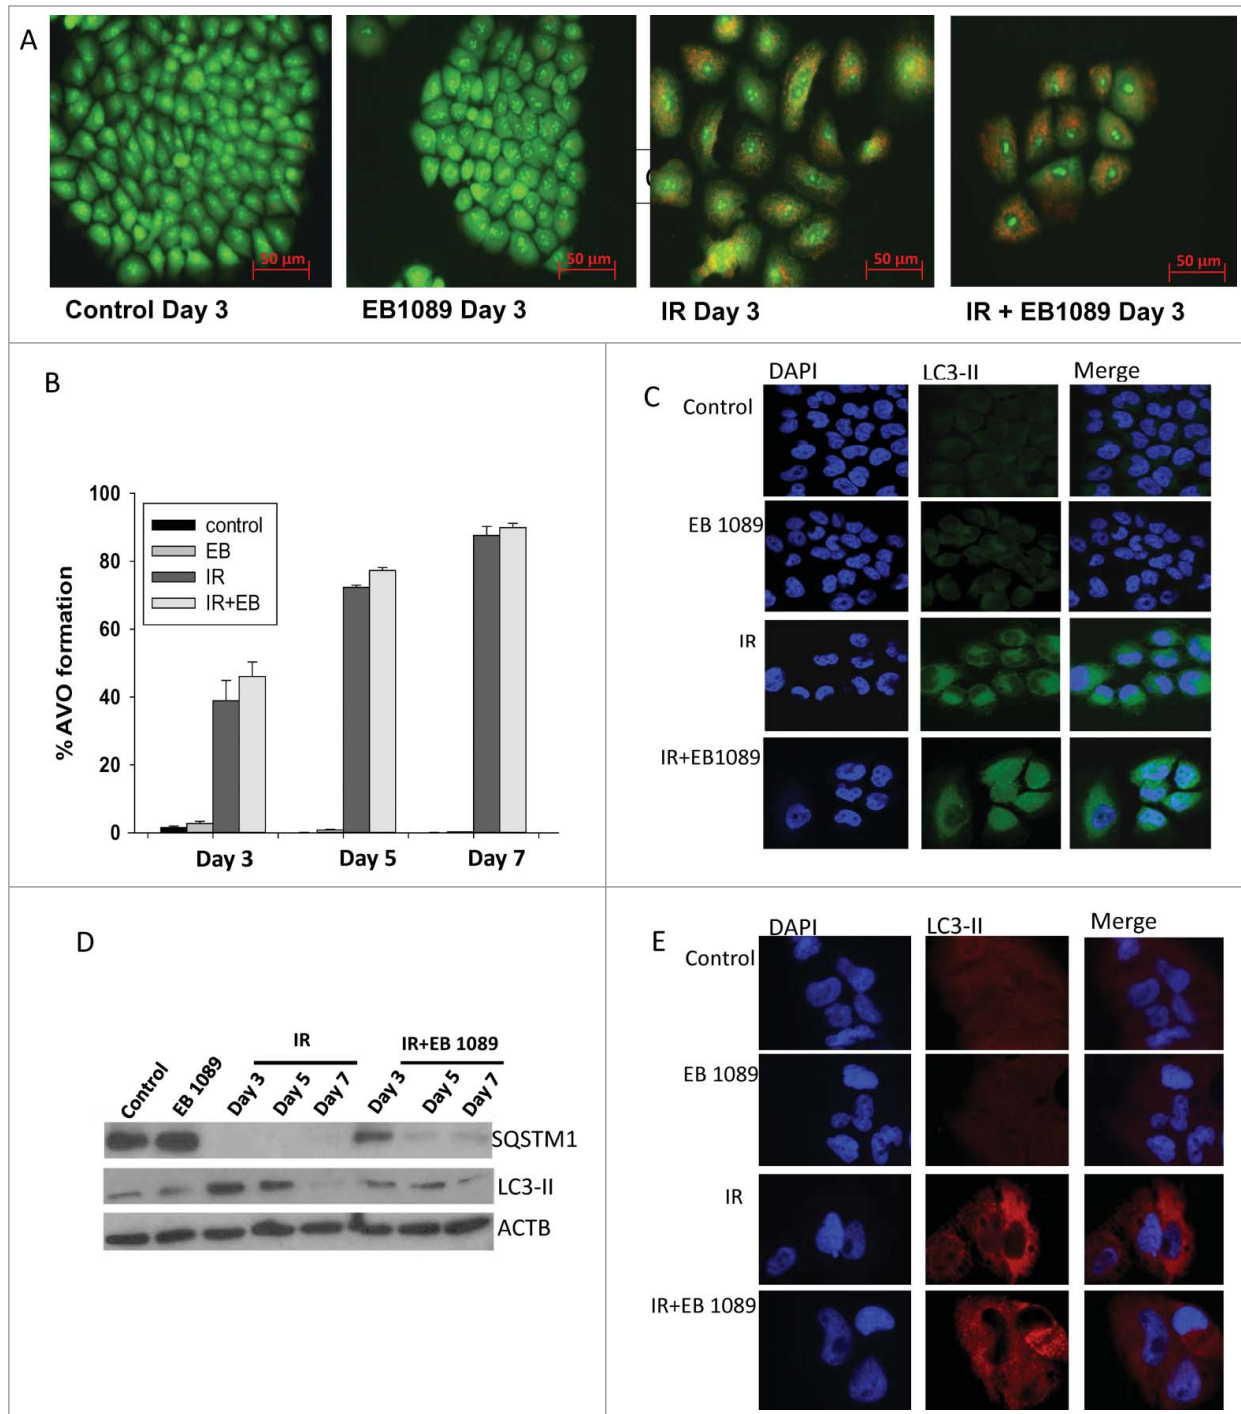 A
50 µm
50 µm
50 µm
50 µm
Control Day 3
EB1089 Day 3
IR Day 3
IR + EB1089 Day 3
B
100
80
60
40
20
0
% AVO formation
control
EB
IR
IR+EB
Day 3
Day 5
Day 7
C
DAPI
LC3-II
Merge
Control
EB 1089
IR
IR+EB1089
D
IR
IR+EB 1089
Control
EB 1089
Day 3
Day 5
Day 7
Day 3
Day 5
Day 7
SQSTM1
LC3-II
ACTB
E
DAPI
LC3-II
Merge
Control
EB 1089
IR
IR+EB 1089